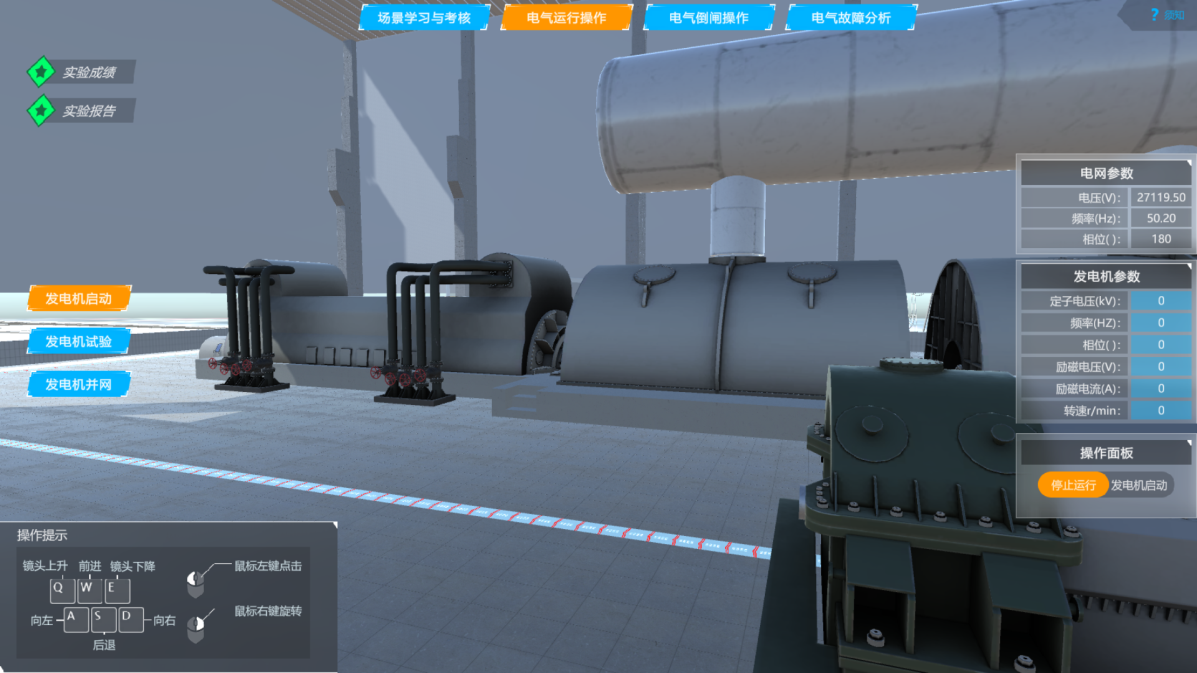 场景学习与考核
电气运行操作
电气倒闸操作
电气故障分析
? 须知
实验成绩
实验报告
发电机启动
发电机试验
发电机并网
电网参数
电压(V): 27119.50
频率(Hz): 50.20
相位( ): 180
发电机参数
定子电压(kV): 0
频率(HZ): 0
相位( ): 0
励磁电压(V): 0
励磁电流(A): 0
转速r/min: 0
操作面板
停止运行 发电机启动
操作提示
镜头上升 前进 镜头下降
Q W E
向左 A S D 向右
后退
鼠标左键点击
鼠标右键旋转